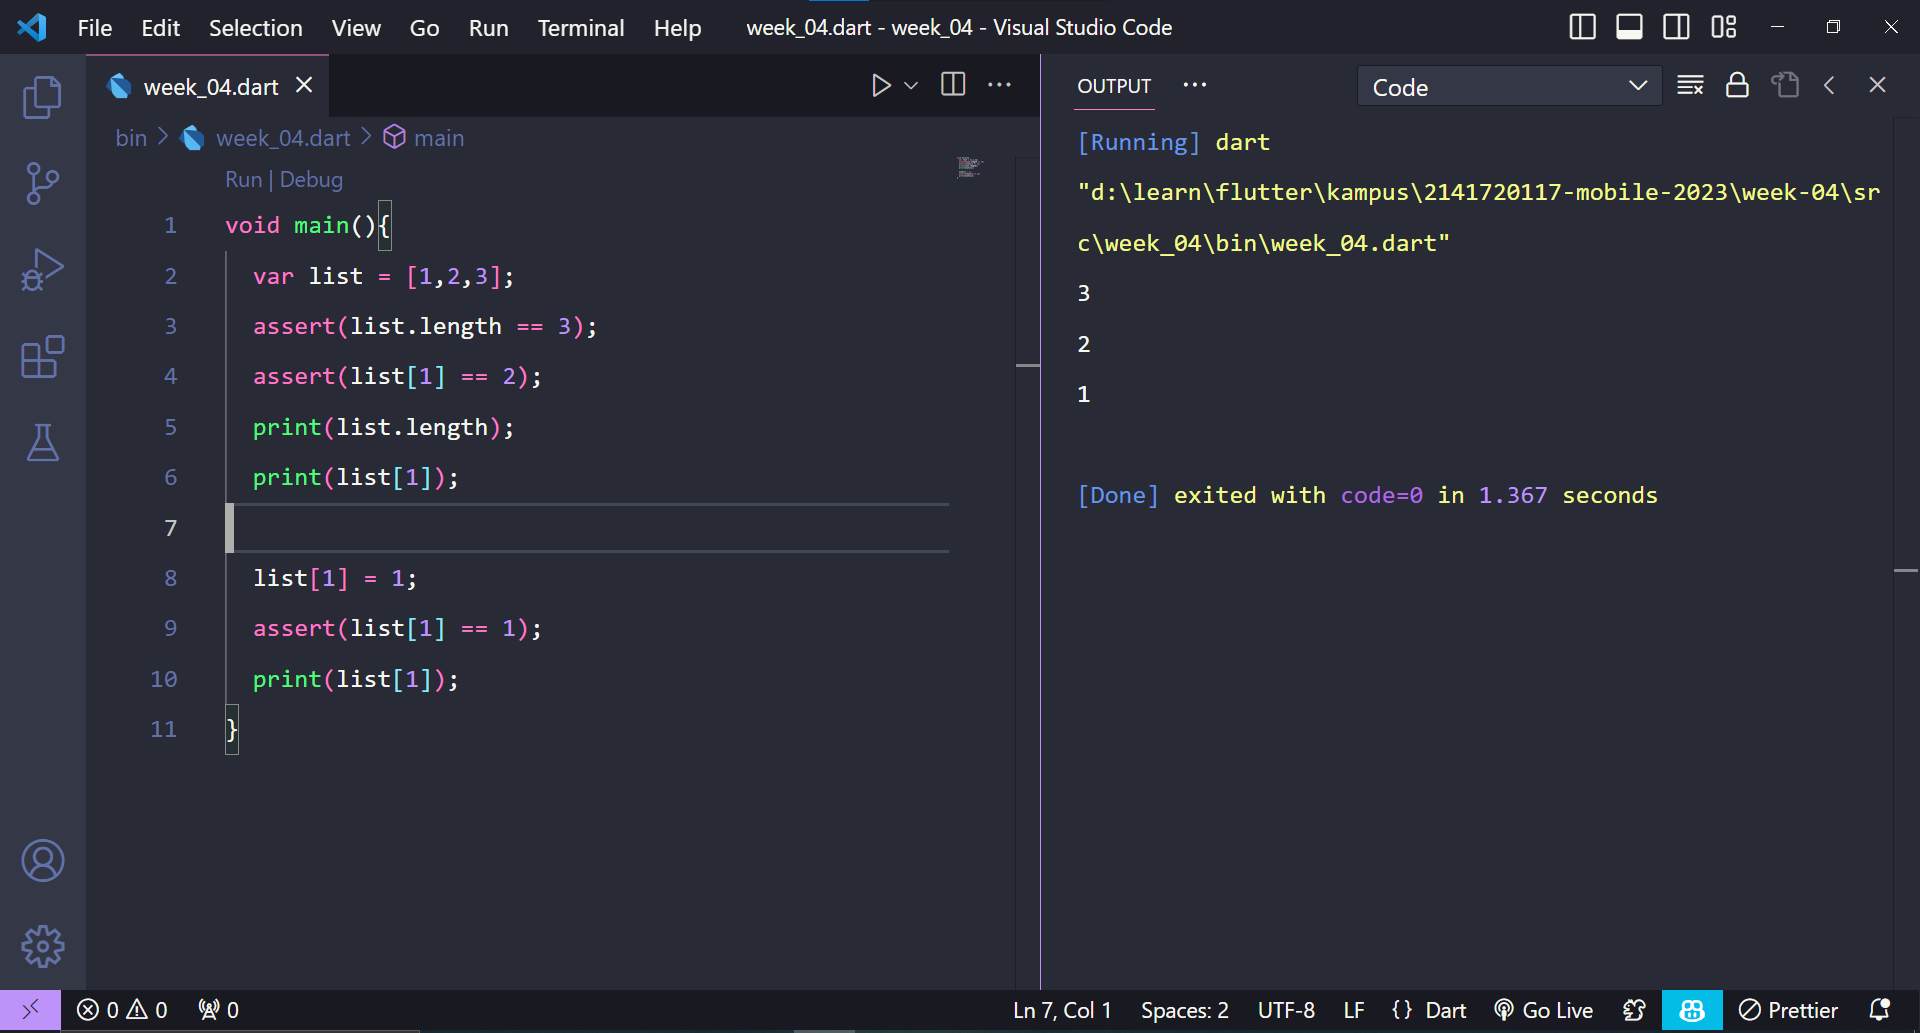 File Edit Selection View Go Run Terminal Help week_04.dart - week_04 - Visual Studio Code
week_04.dart
bin > week_04.dart > main
Run | Debug
1 void main(){
2 var list = [1,2,3];
3 assert(list.length == 3);
4 assert(list[1] == 2);
5 print(list.length);
6 print(list[1]);
7
8 list[1] = 1;
9 assert(list[1] == 1);
10 print(list[1]);
11 }
OUTPUT ··· Code
[Running] dart
"d:\learn\flutter\kampus\2141720117-mobile-2023\week-04\sr
c\week_04\bin\week_04.dart"
3
2
1
[Done] exited with code=0 in 1.367 seconds
0 0 0 Ln 7, Col 1 Spaces: 2 UTF-8 LF {} Dart Go Live Prettier